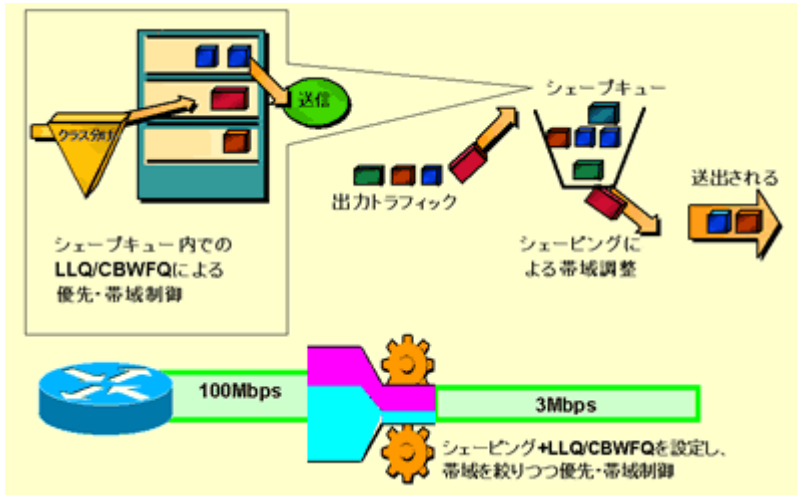 クラス分け
送信
シェープキュー内での
LLQ/CBWFQによる
優先・帯域制御
出力トラフィック
シェープキュー
シェーピングに
よる帯域調整
送出される
100Mbps
3Mbps
シェーピング+LLQ/CBWFQを設定し、
帯域を絞りつつ優先・帯域制御